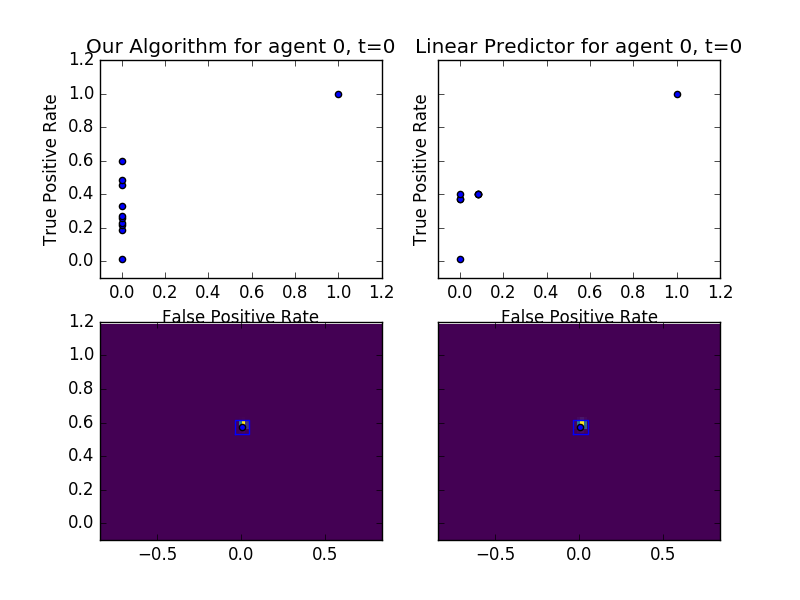 Our Algorithm for agent 0, t=0
Linear Predictor for agent 0, t=0
1.2
1.0
0.8
0.6
0.4
0.2
0.0
True Positive Rate
True Positive Rate
0.0 0.2 0.4 0.6 0.8 1.0 1.2
0.0 0.2 0.4 0.6 0.8 1.0 1.2
False Positive Rate
False Positive Rate
1.2
1.0
0.8
0.6
0.4
0.2
0.0
−0.5 0.0 0.5
−0.5 0.0 0.5